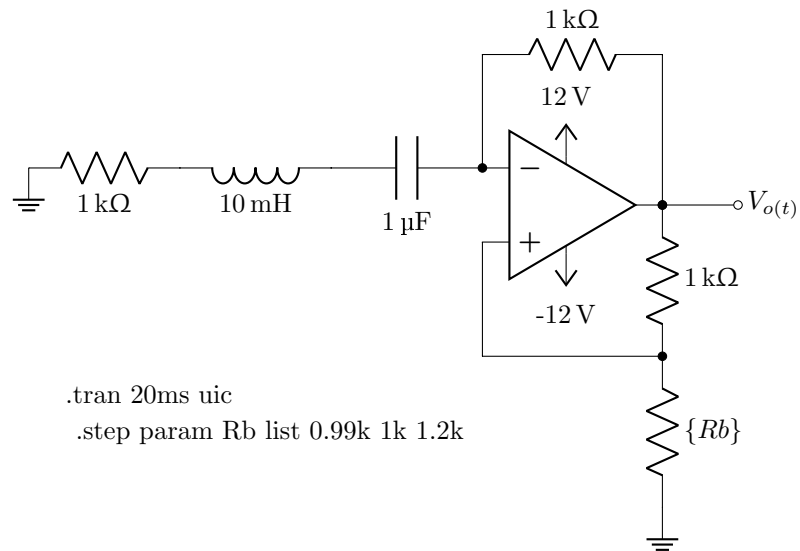 1 kΩ
12 V
−
1 kΩ
10 mH
1 µF
V_{o(t)}
+
1 kΩ
-12 V
.tran 20ms uic
.step param Rb list 0.99k 1k 1.2k
{Rb}